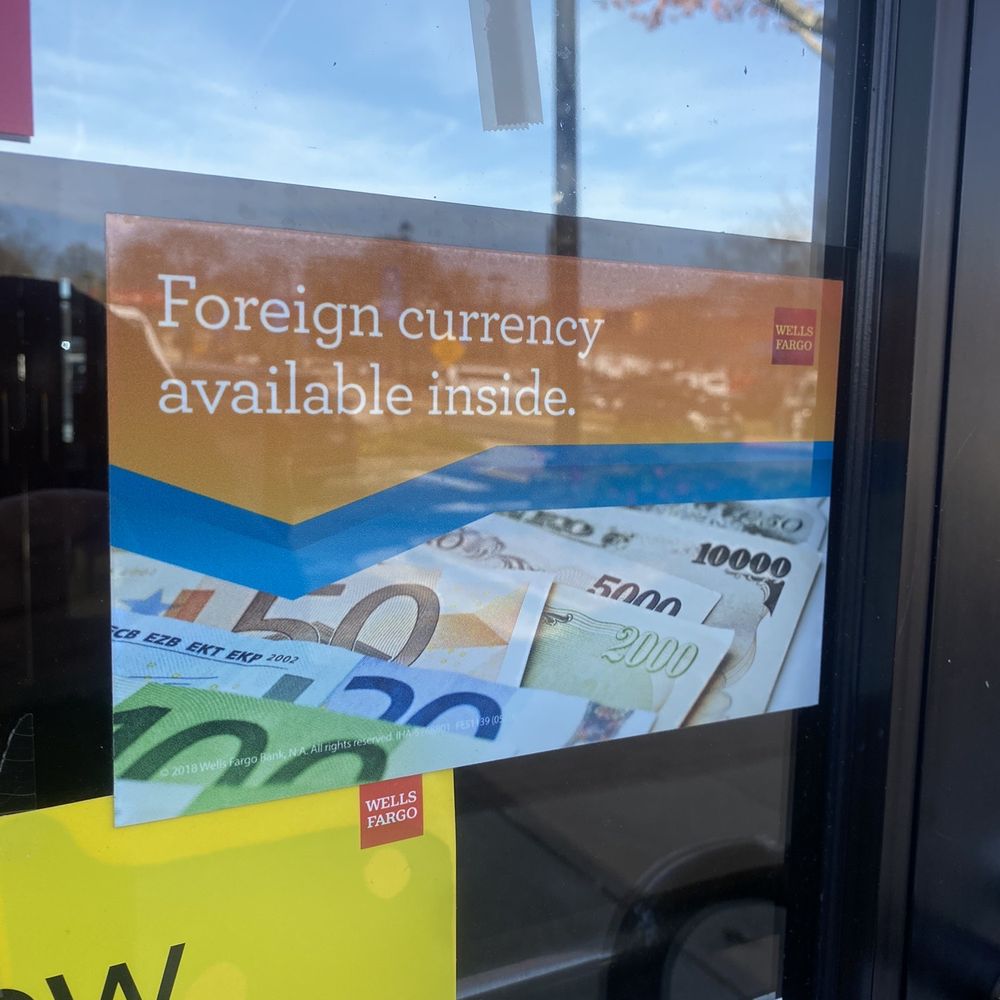 Foreign currency
available inside.
WELLS
FARGO
10000
5000
2000
50
ECB EZB EKT EKP 2002
20
100
© 2018 Wells Fargo Bank, N.A. All rights reserved.
WELLS
FARGO
ow